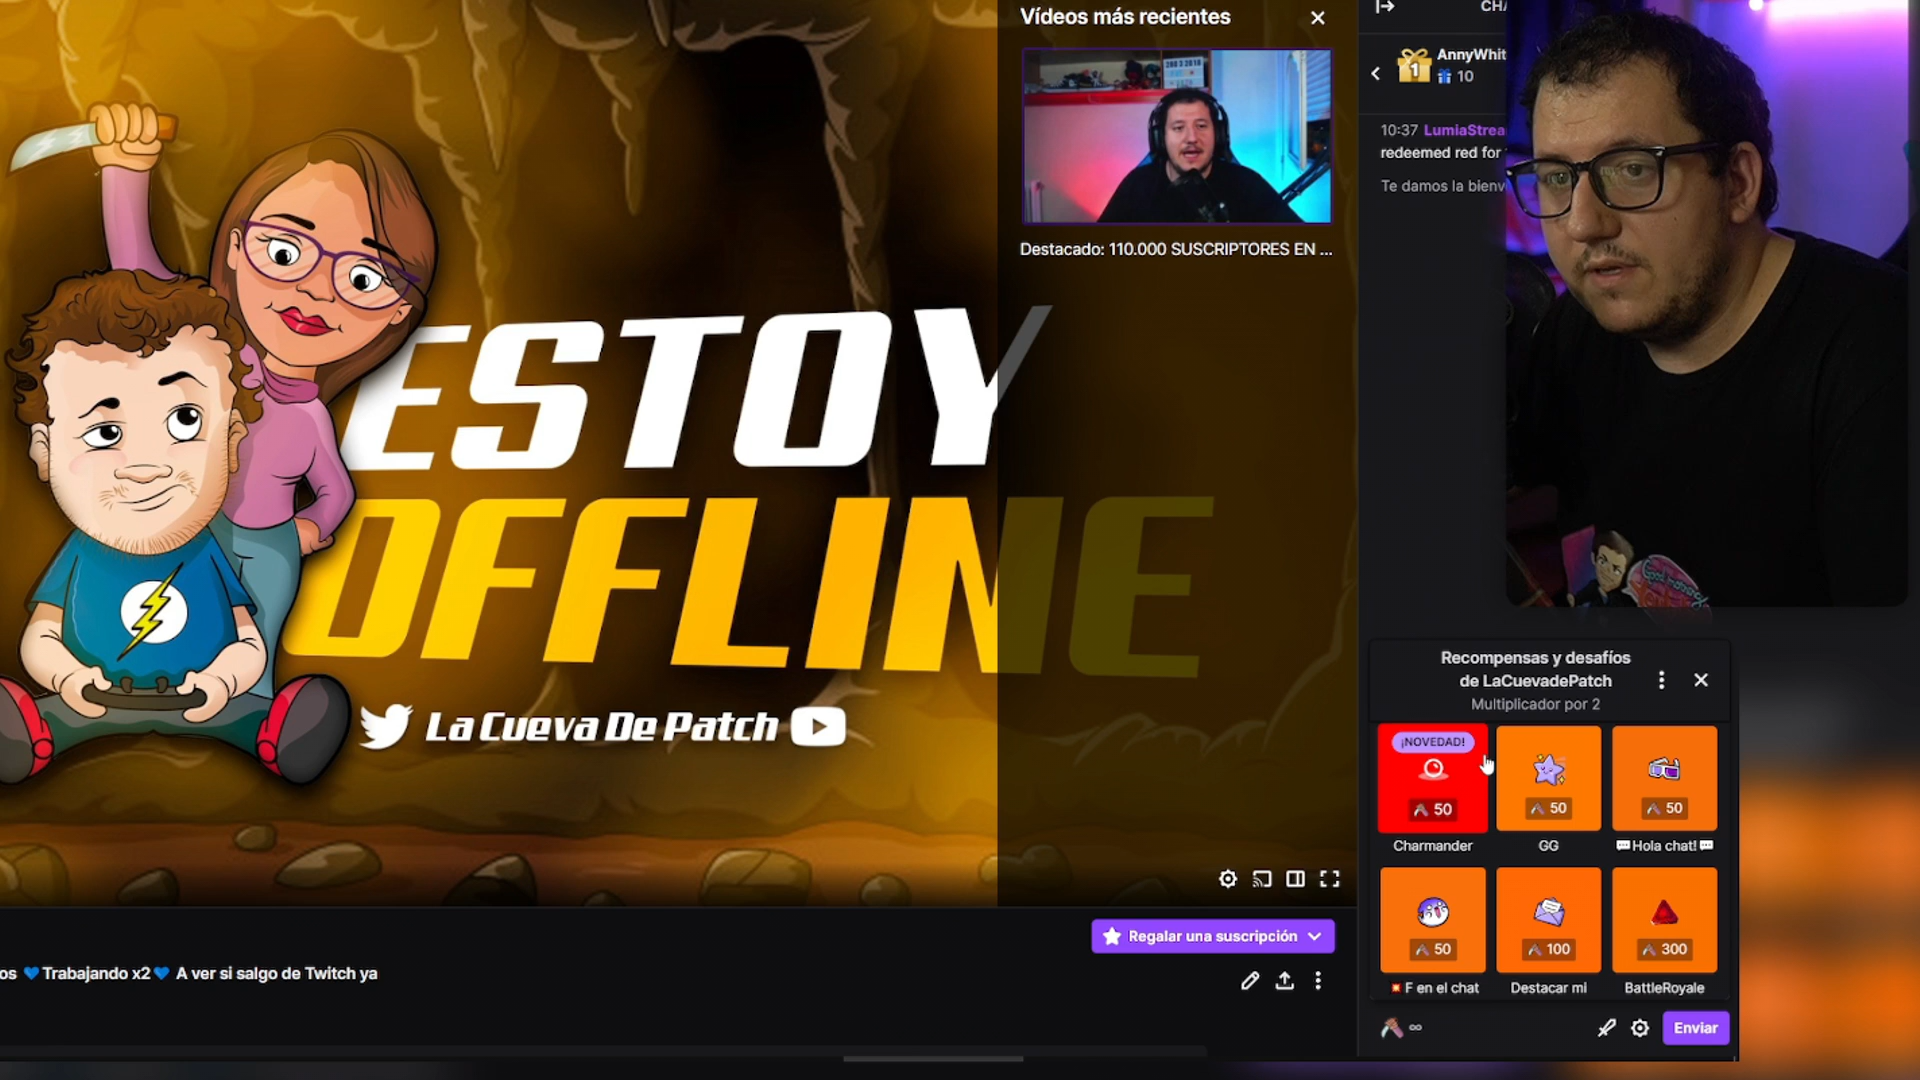 Vídeos más recientes
Destacado: 110.000 SUSCRIPTORES EN ...
ESTOY
OFFLINE
La Cueva De Patch
Regalar una suscripción
os 💙Trabajando x2💙 A ver si salgo de Twitch ya
AnnyWhit
1
10
10:37 LumiaStrea
redeemed red for
Te damos la bienv
Recompensas y desafíos
de LaCuevadePatch
Multiplicador por 2
¡NOVEDAD!
50
50
50
Charmander
GG
💬Hola chat!💬
50
100
300
💥 F en el chat
Destacar mi
BattleRoyale
∞
Enviar